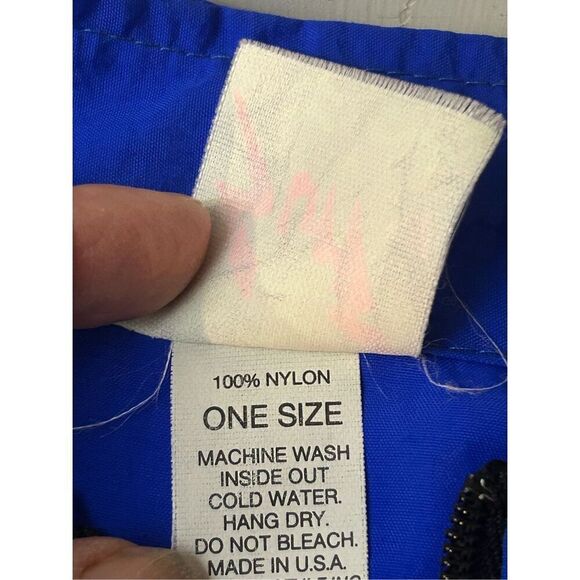 100% NYLON
ONE SIZE
MACHINE WASH
INSIDE OUT
COLD WATER.
HANG DRY.
DO NOT BLEACH.
MADE IN U.S.A.